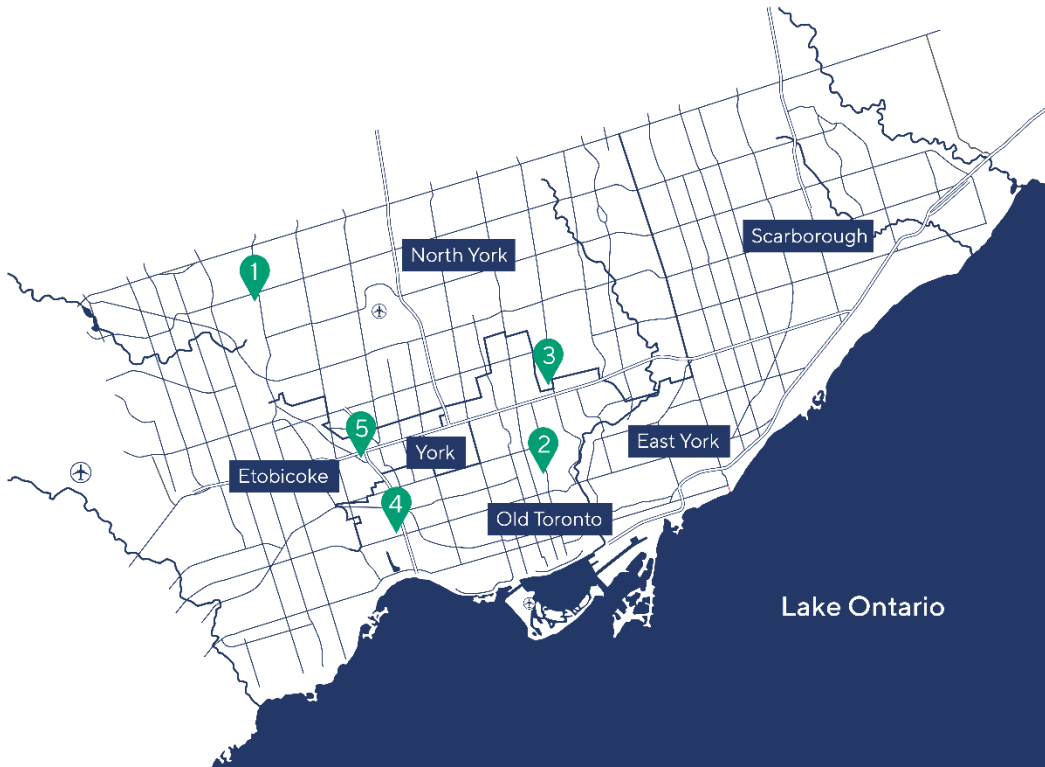 Scarborough
North York
1
3
5
2
York
East York
Etobicoke
4
Old Toronto
Lake Ontario